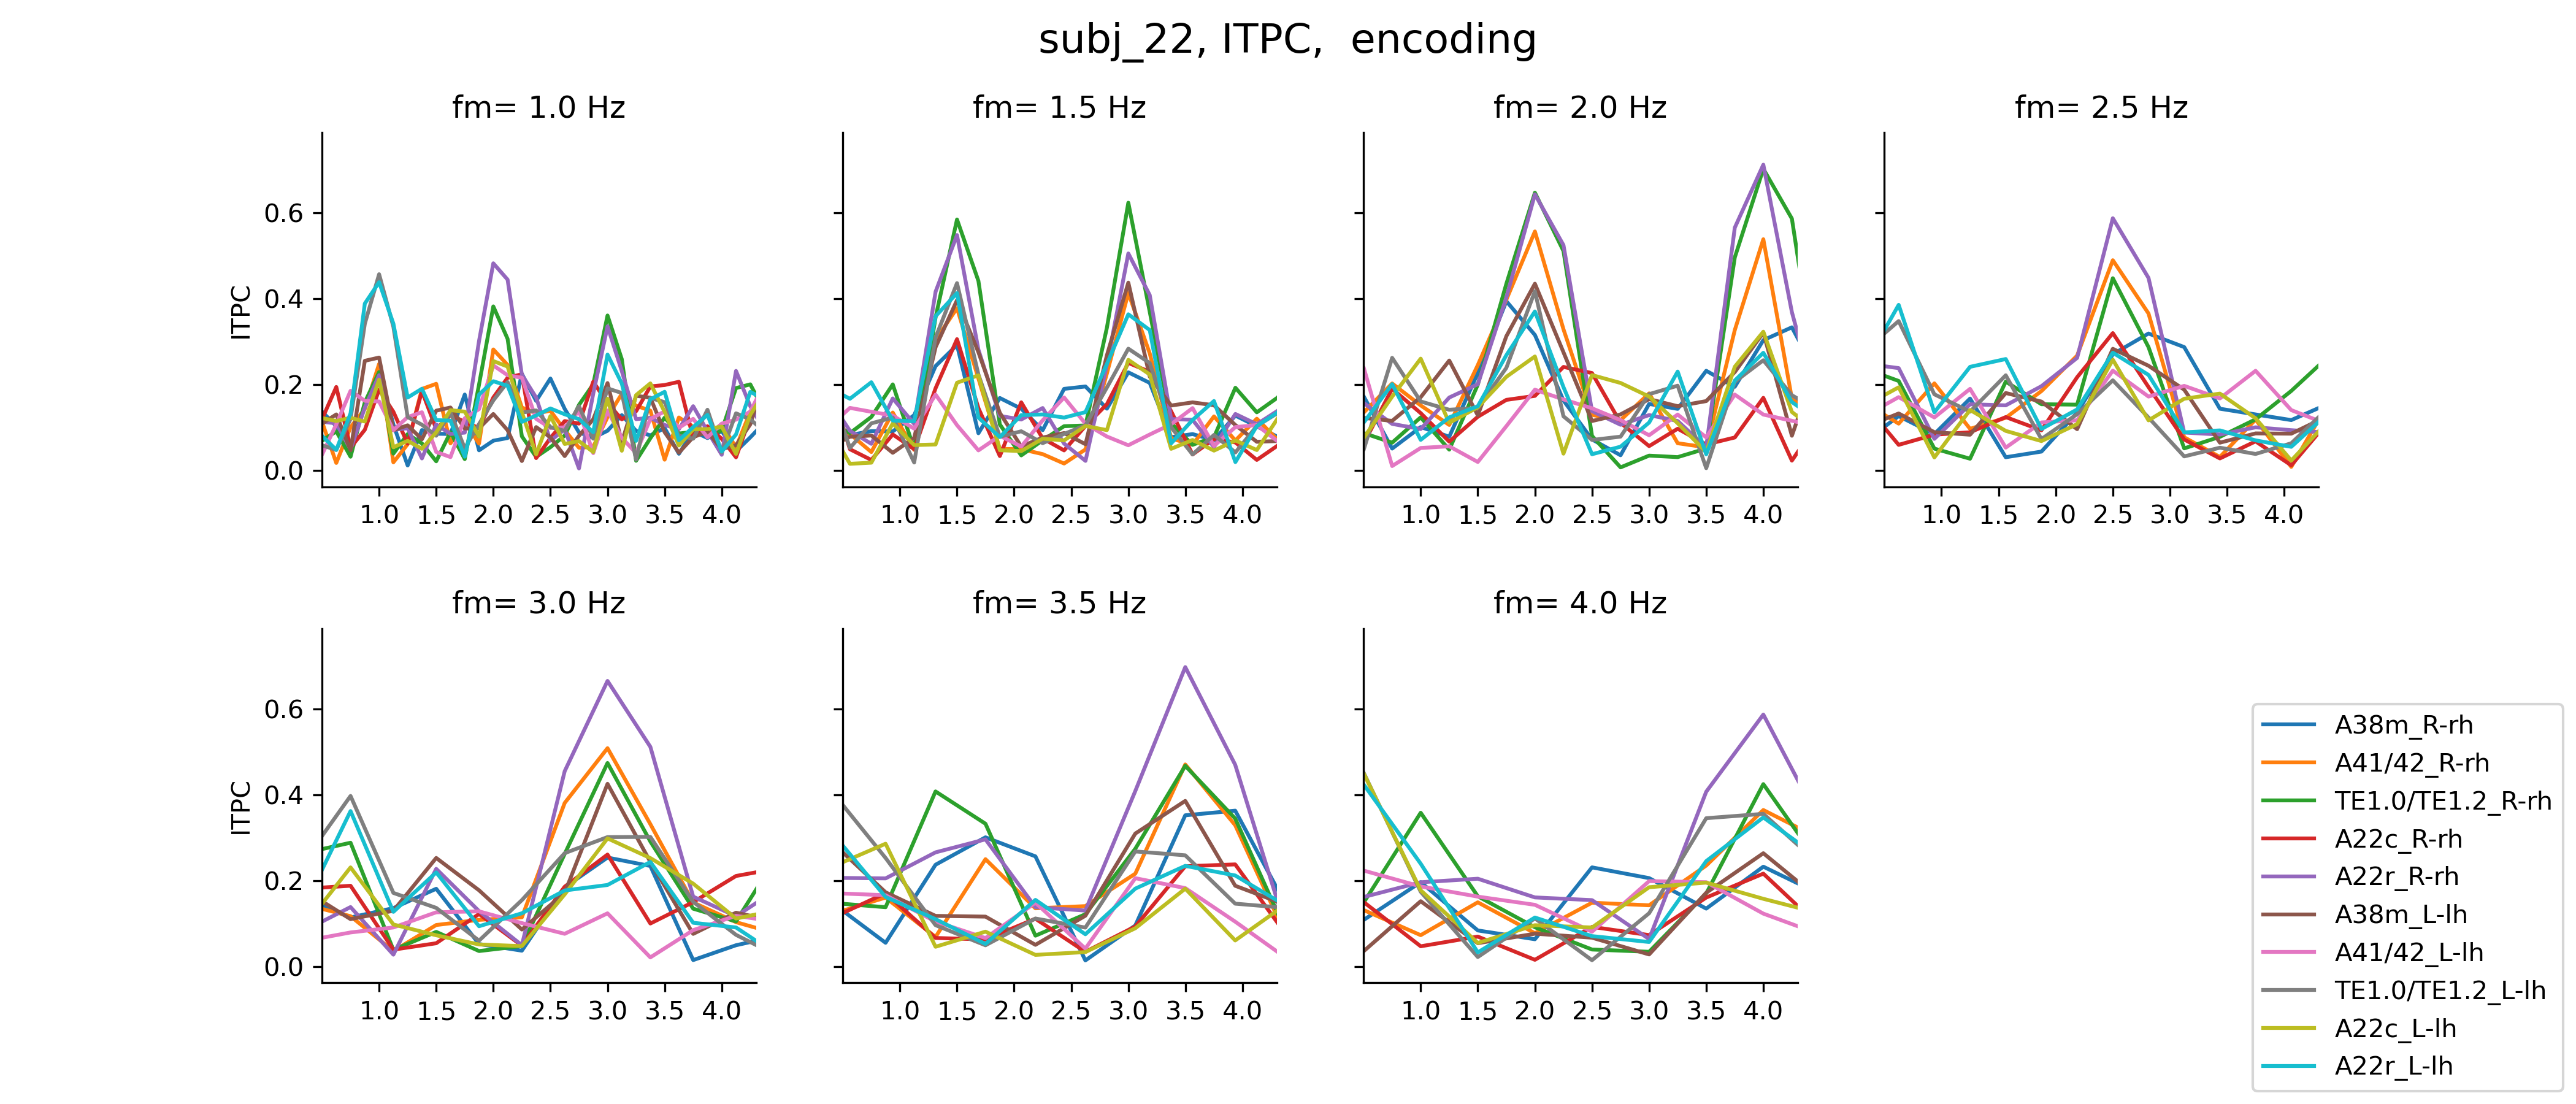 subj_22, ITPC,  encoding
fm= 1.0 Hz
fm= 1.5 Hz
fm= 2.0 Hz
fm= 2.5 Hz
ITPC
0.6
0.4
0.2
0.0
1.0 1.5 2.0 2.5 3.0 3.5 4.0
1.0 1.5 2.0 2.5 3.0 3.5 4.0
1.0 1.5 2.0 2.5 3.0 3.5 4.0
1.0 1.5 2.0 2.5 3.0 3.5 4.0
fm= 3.0 Hz
fm= 3.5 Hz
fm= 4.0 Hz
ITPC
0.6
0.4
0.2
0.0
1.0 1.5 2.0 2.5 3.0 3.5 4.0
1.0 1.5 2.0 2.5 3.0 3.5 4.0
1.0 1.5 2.0 2.5 3.0 3.5 4.0
A38m_R-rh
A41/42_R-rh
TE1.0/TE1.2_R-rh
A22c_R-rh
A22r_R-rh
A38m_L-lh
A41/42_L-lh
TE1.0/TE1.2_L-lh
A22c_L-lh
A22r_L-lh